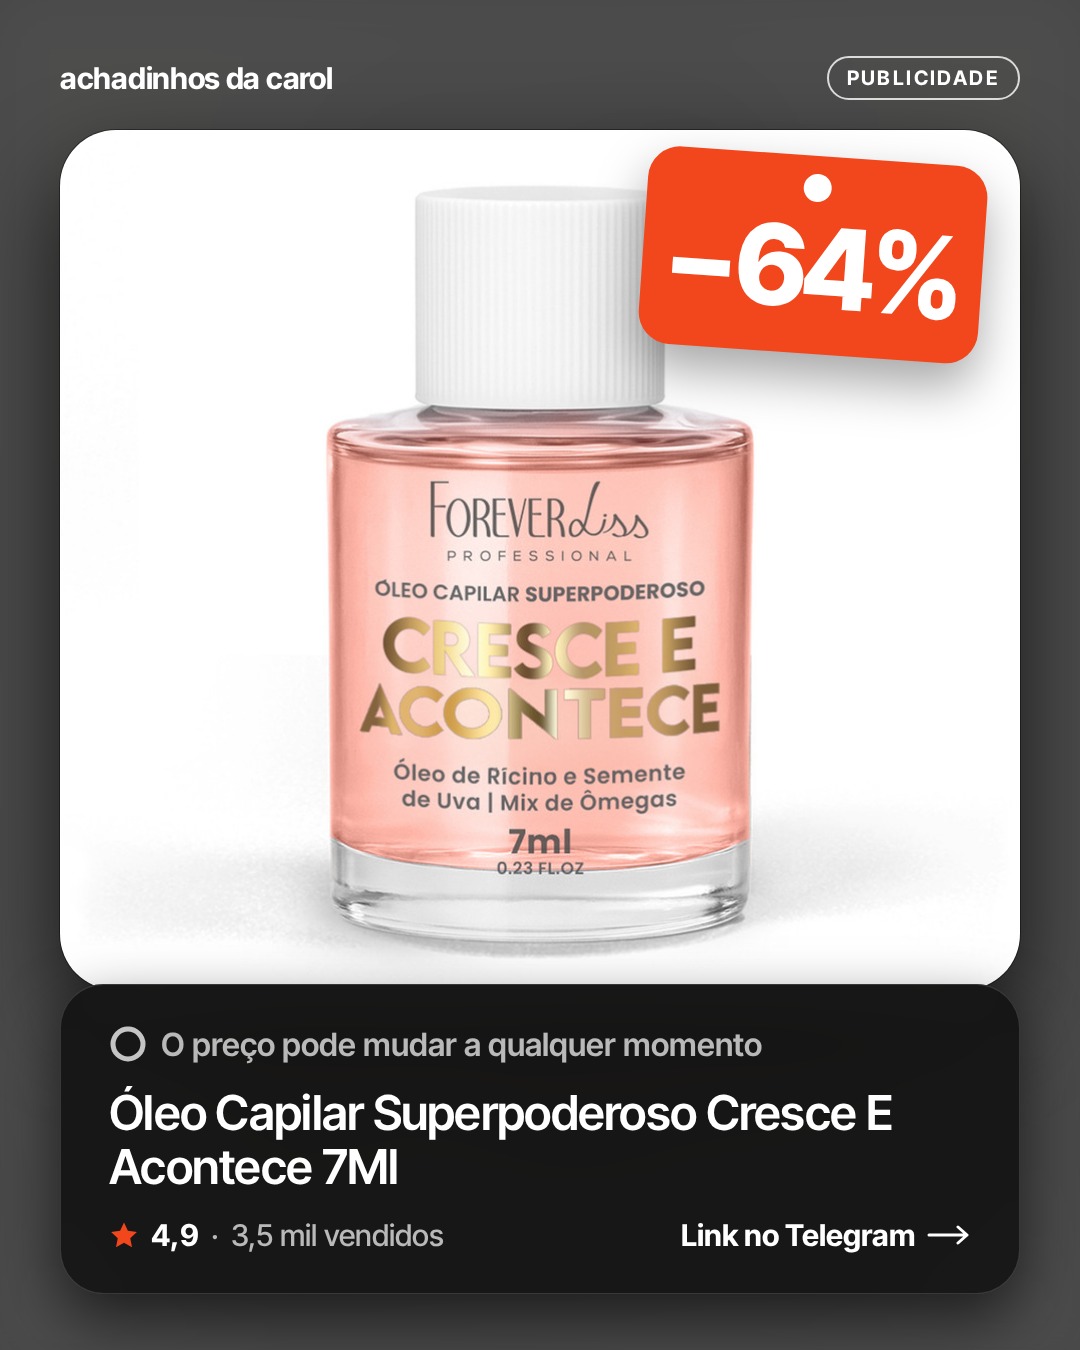 achadinhos da carol
PUBLICIDADE
–64%
FOREVER Liss
PROFESSIONAL
ÓLEO CAPILAR SUPERPODEROSO
CRESCE E
ACONTECE
Óleo de Rícino e Semente
de Uva | Mix de Ômegas
7ml
0.23 FL.OZ
O preço pode mudar a qualquer momento
Óleo Capilar Superpoderoso Cresce E
Acontece 7Ml
4,9 · 3,5 mil vendidos
Link no Telegram →